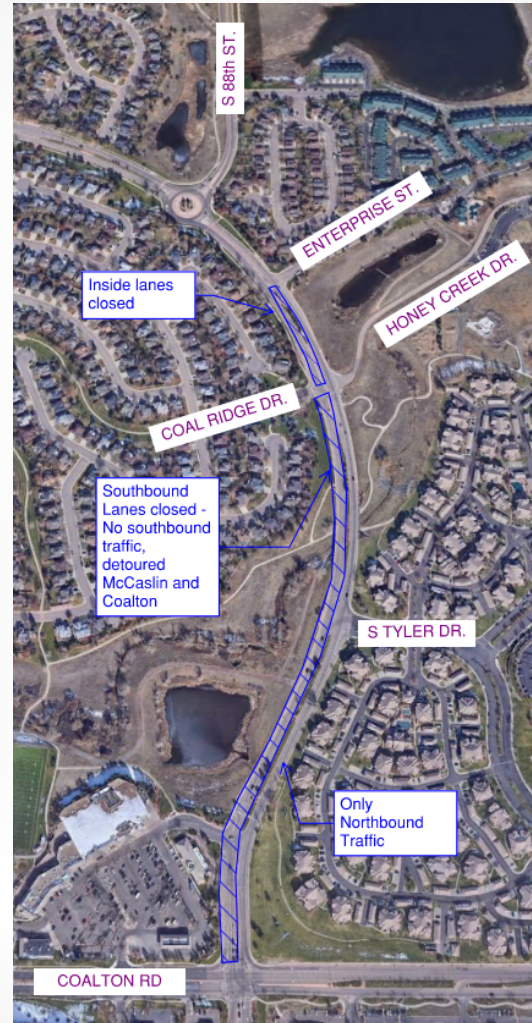 S 88th ST.
ENTERPRISE ST.
HONEY CREEK DR.
Inside lanes
closed
COAL RIDGE DR.
Southbound
Lanes closed -
No southbound
traffic,
detoured
McCaslin and
Coalton
S TYLER DR.
Only
Northbound
Traffic
COALTON RD